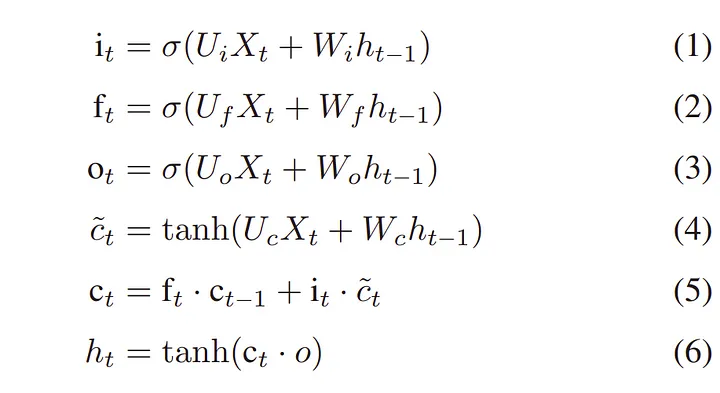 i_t = σ(U_i X_t + W_i h_{t−1}) (1)
f_t = σ(U_f X_t + W_f h_{t−1}) (2)
o_t = σ(U_o X_t + W_o h_{t−1}) (3)
c̃_t = tanh(U_c X_t + W_c h_{t−1}) (4)
c_t = f_t · c_{t−1} + i_t · c̃_t (5)
h_t = tanh(c_t · o) (6)